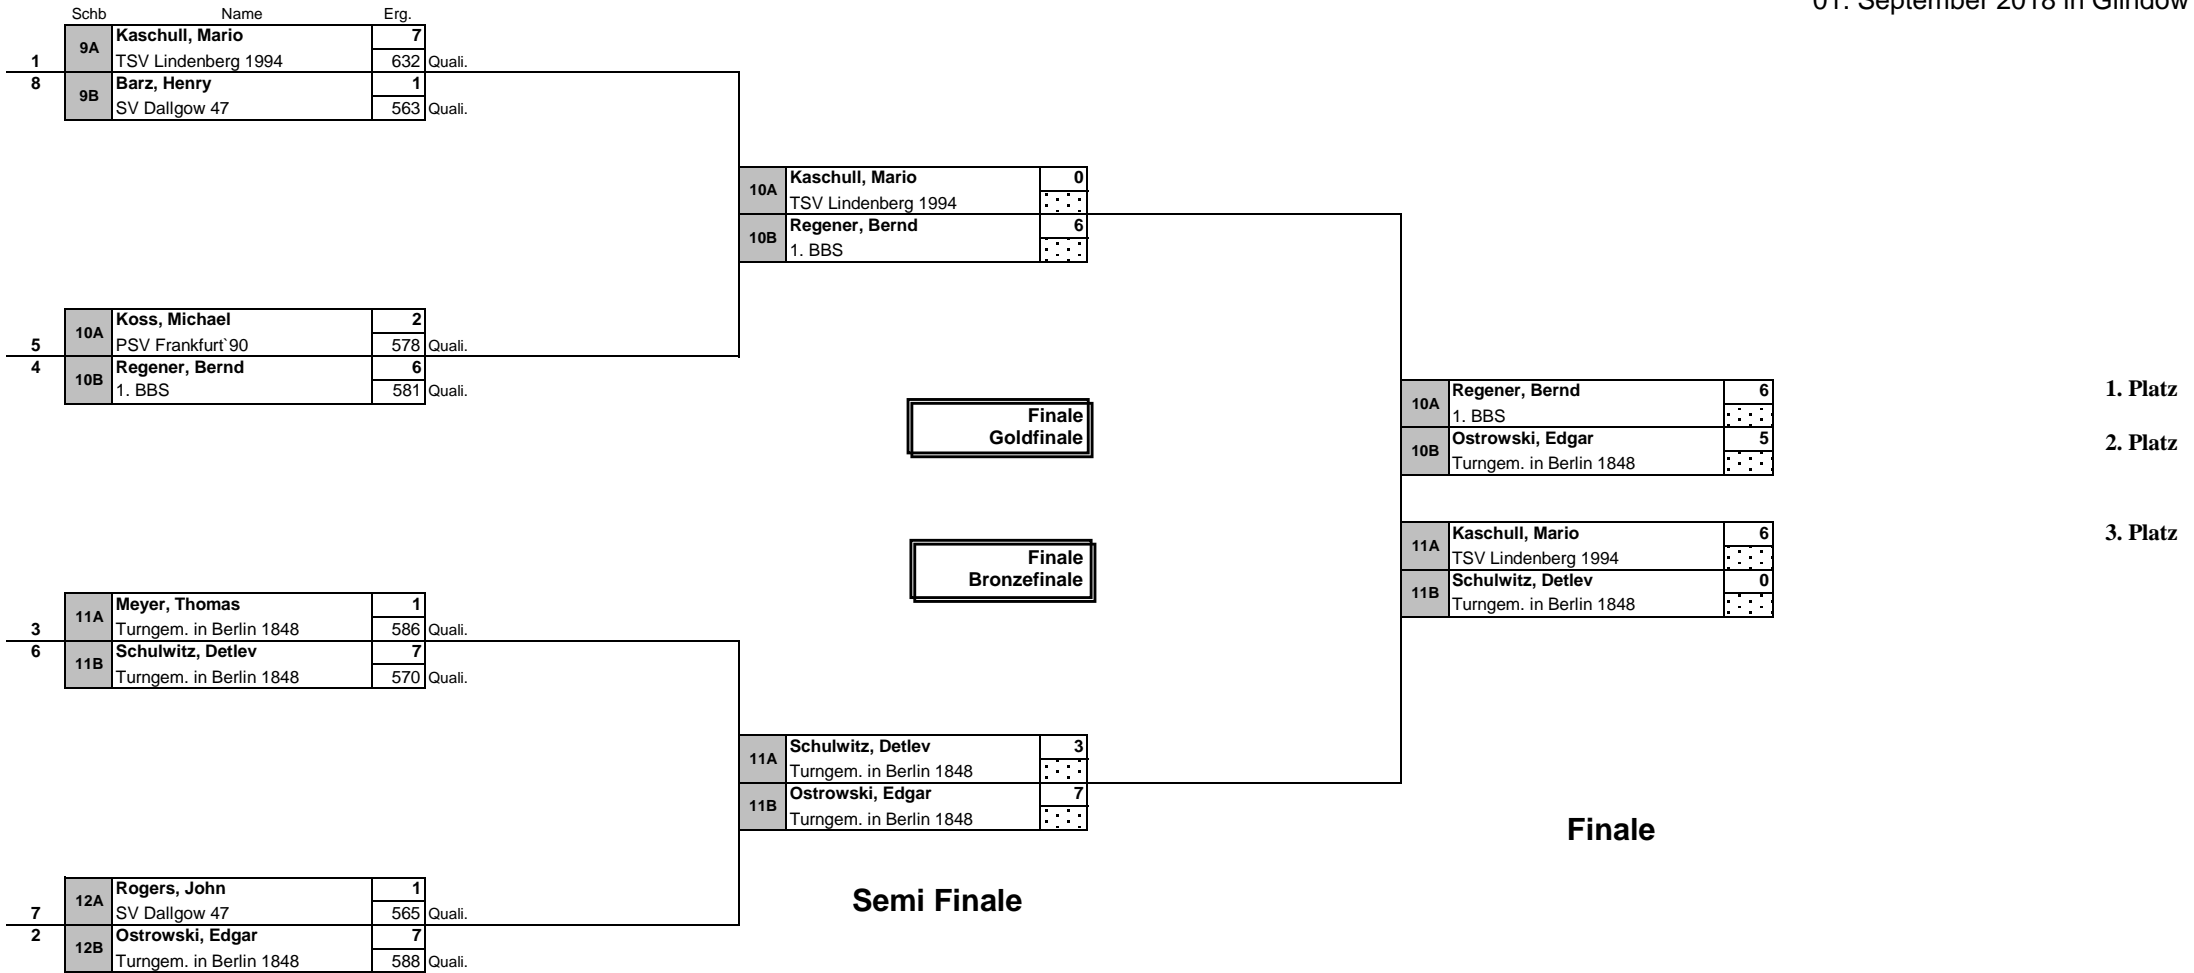 01. September 2018 in Glindow
Schb Name Erg.
9A Kaschull, Mario 7
1 TSV Lindenberg 1994 632 Quali.
8 9B Barz, Henry 1
SV Dallgow 47 563 Quali.
10A Kaschull, Mario 0
TSV Lindenberg 1994
10B Regener, Bernd 6
1. BBS
10A Koss, Michael 2
5 PSV Frankfurt`90 578 Quali.
4 10B Regener, Bernd 6
1. BBS 581 Quali.
Finale
Goldfinale
10A Regener, Bernd 6 1. Platz
1. BBS
10B Ostrowski, Edgar 5 2. Platz
Turngem. in Berlin 1848
Finale
Bronzefinale
11A Kaschull, Mario 6 3. Platz
TSV Lindenberg 1994
11B Schulwitz, Detlev 0
Turngem. in Berlin 1848
11A Meyer, Thomas 1
3 Turngem. in Berlin 1848 586 Quali.
6 11B Schulwitz, Detlev 7
Turngem. in Berlin 1848 570 Quali.
11A Schulwitz, Detlev 3
Turngem. in Berlin 1848
11B Ostrowski, Edgar 7
Turngem. in Berlin 1848
Finale
12A Rogers, John 1
7 SV Dallgow 47 565 Quali.
2 12B Ostrowski, Edgar 7
Turngem. in Berlin 1848 588 Quali.
Semi Finale